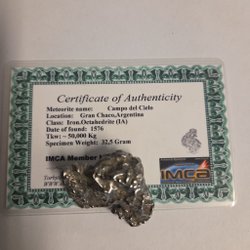 Certificate of Authenticity
Meteorite name: Campo del Cielo
Location: Gran Chaco,Argentina
Class: Iron.Octahedrite (IA)
Date of found: 1576
Tkw: ~ 50,000 Kg
Specimen Weight: 32,5 Gram
IMCA
IMCA